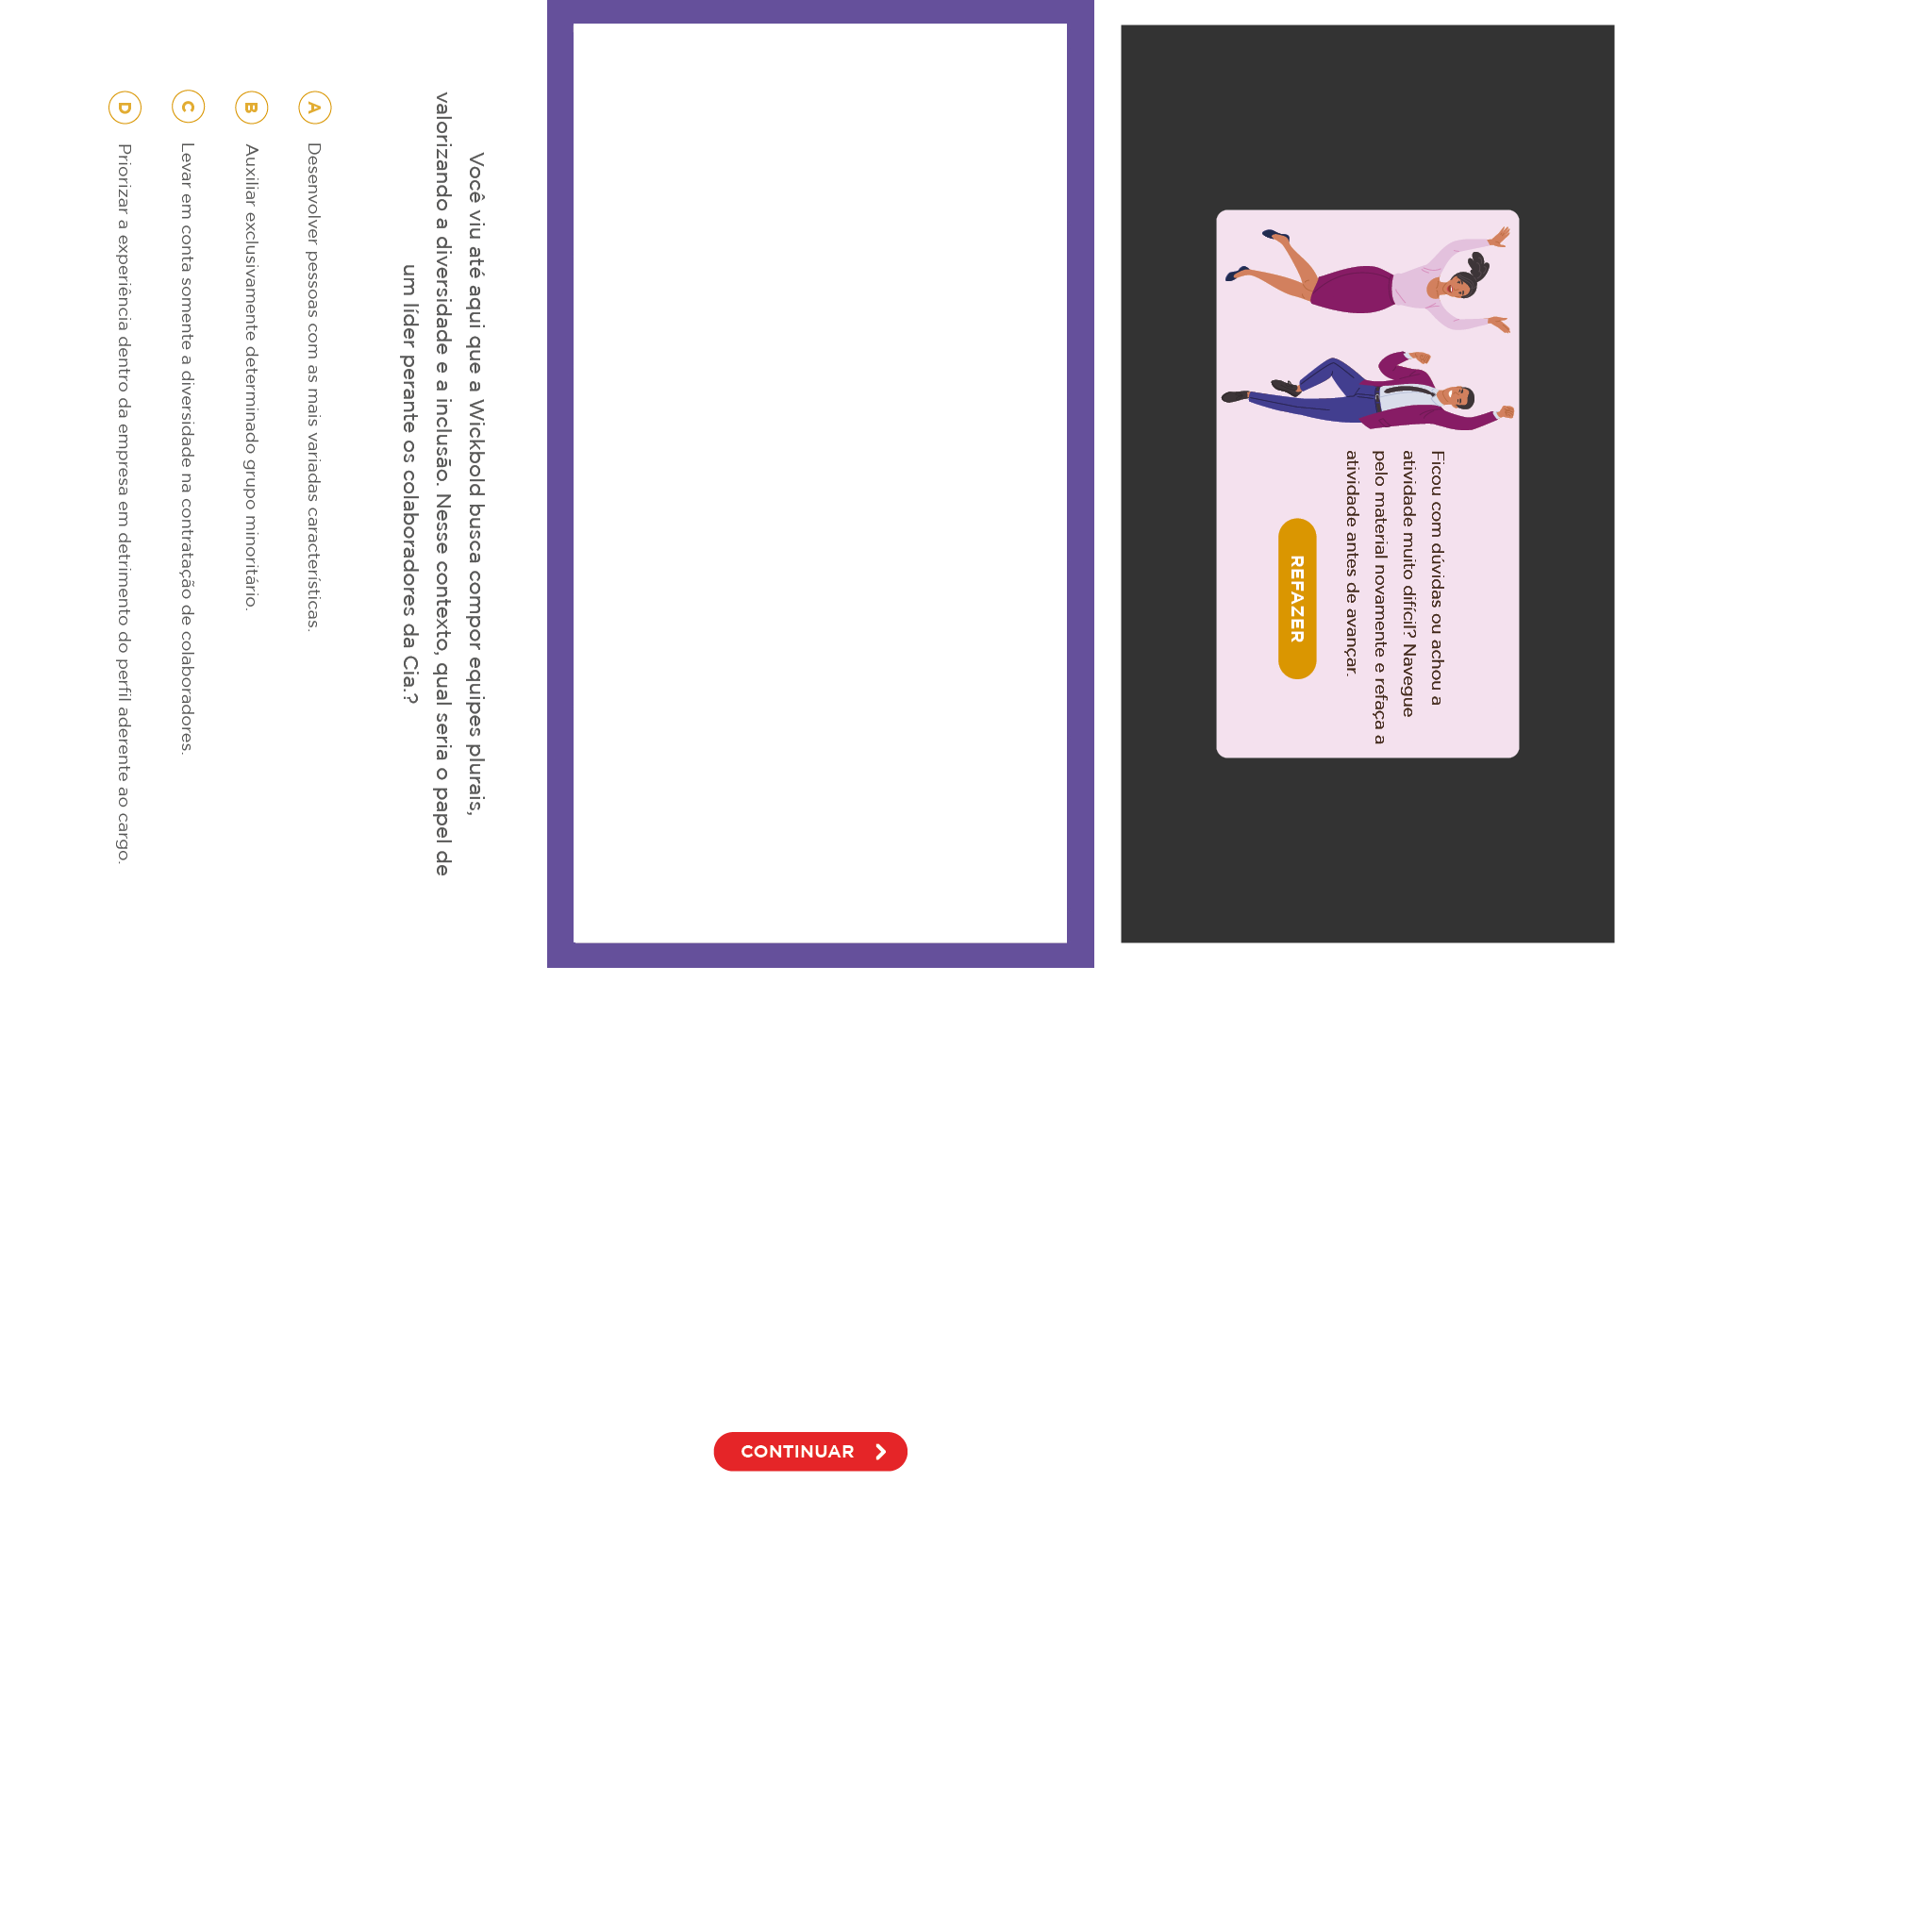 Ficou com dúvidas ou achou a
atividade muito difícil? Navegue
pelo material novamente e refaça a
atividade antes de avançar.
REFAZER
Você viu até aqui que a Wickbold busca compor equipes plurais,
valorizando a diversidade e a inclusão. Nesse contexto, qual seria o papel de
um líder perante os colaboradores da Cia.?
A Desenvolver pessoas com as mais variadas características.
B Auxiliar exclusivamente determinado grupo minoritário.
C Levar em conta somente a diversidade na contratação de colaboradores.
D Priorizar a experiência dentro da empresa em detrimento do perfil aderente ao cargo.
CONTINUAR